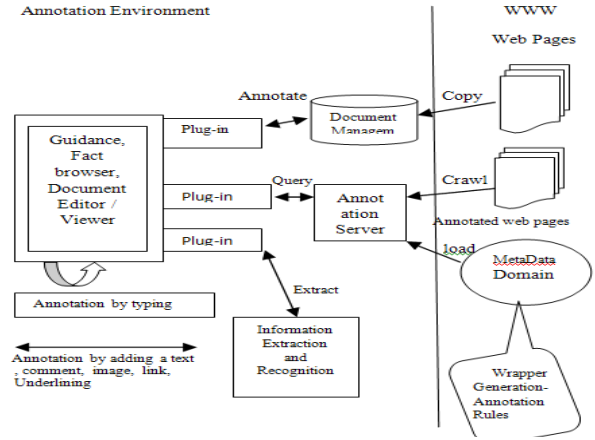 Annotation Environment
WWW
Web Pages
Annotate
Copy
Plug-in
Document
Managem
Guidance,
Fact
browser,
Document
Editor /
Viewer
Query
Crawl
Plug-in
Annot
ation
Server
Annotated web pages
Plug-in
load
MetaData
Domain
Annotation by typing
Extract
Information
Extraction
and
Recognition
Annotation by adding a text
, comment, image, link,
Underlining
Wrapper
Generation-
Annotation
Rules